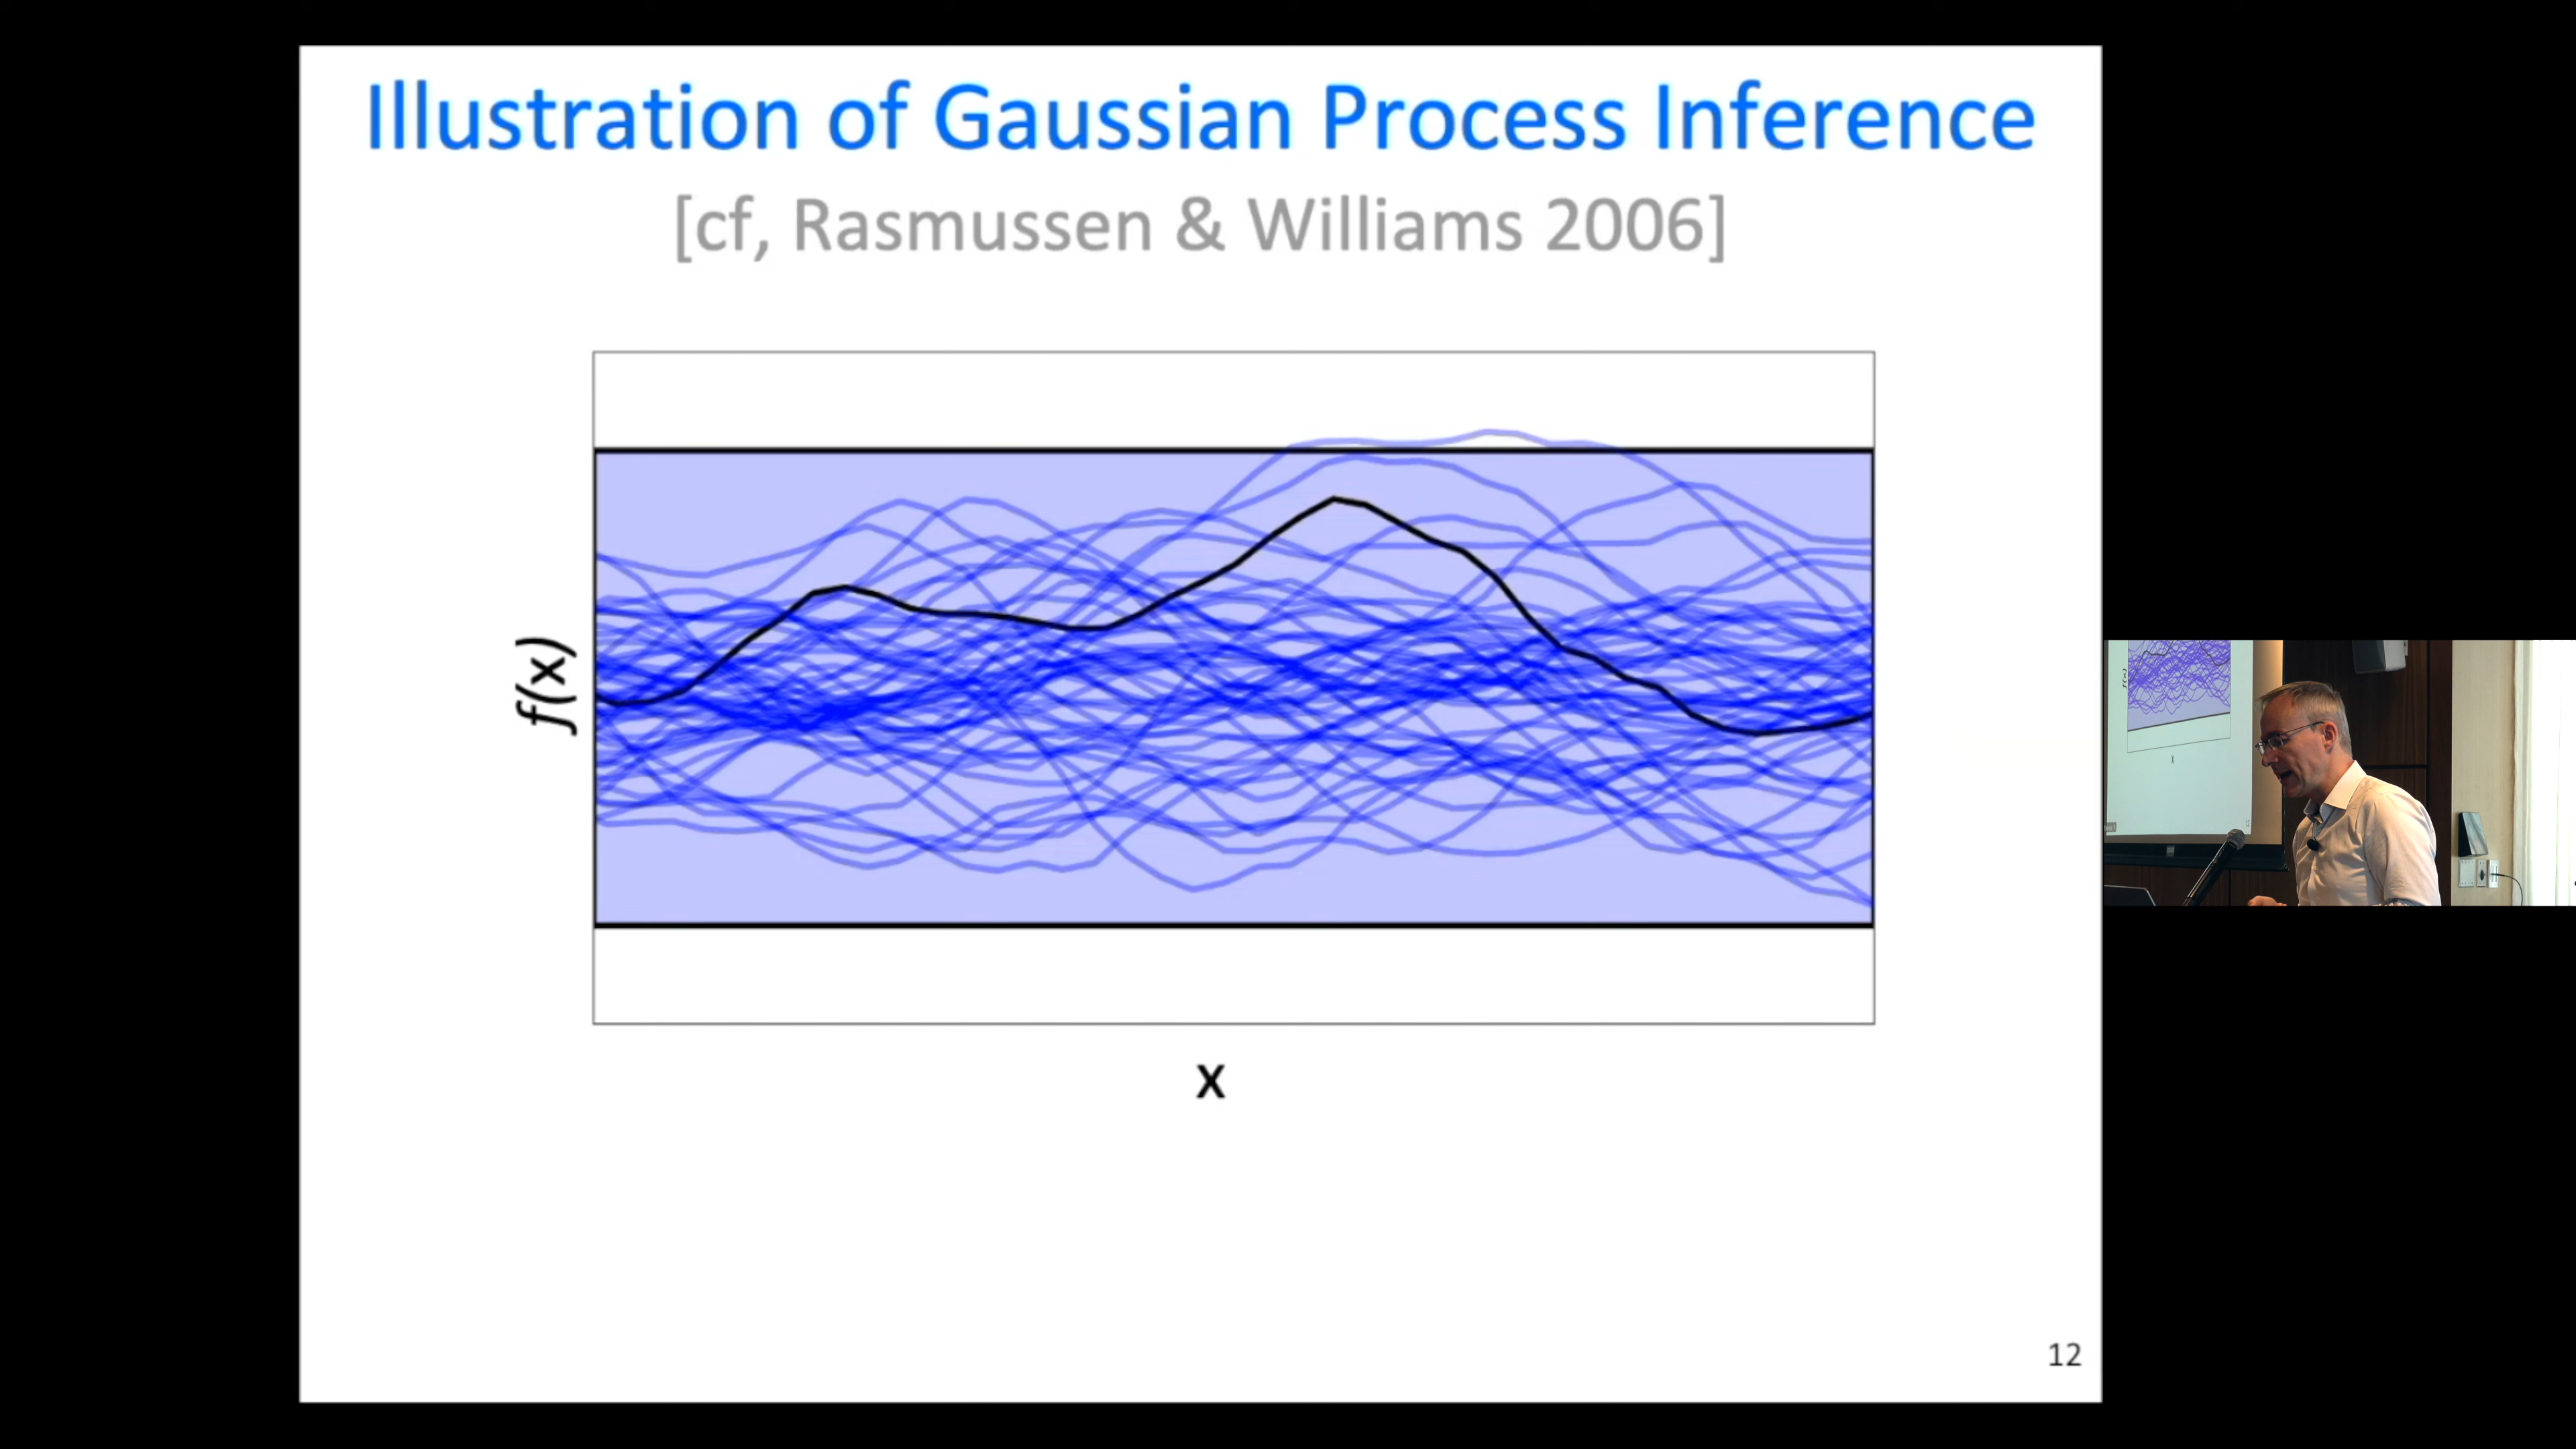 Illustration of Gaussian Process Inference
[cf, Rasmussen & Williams 2006]
f(x)
x
12